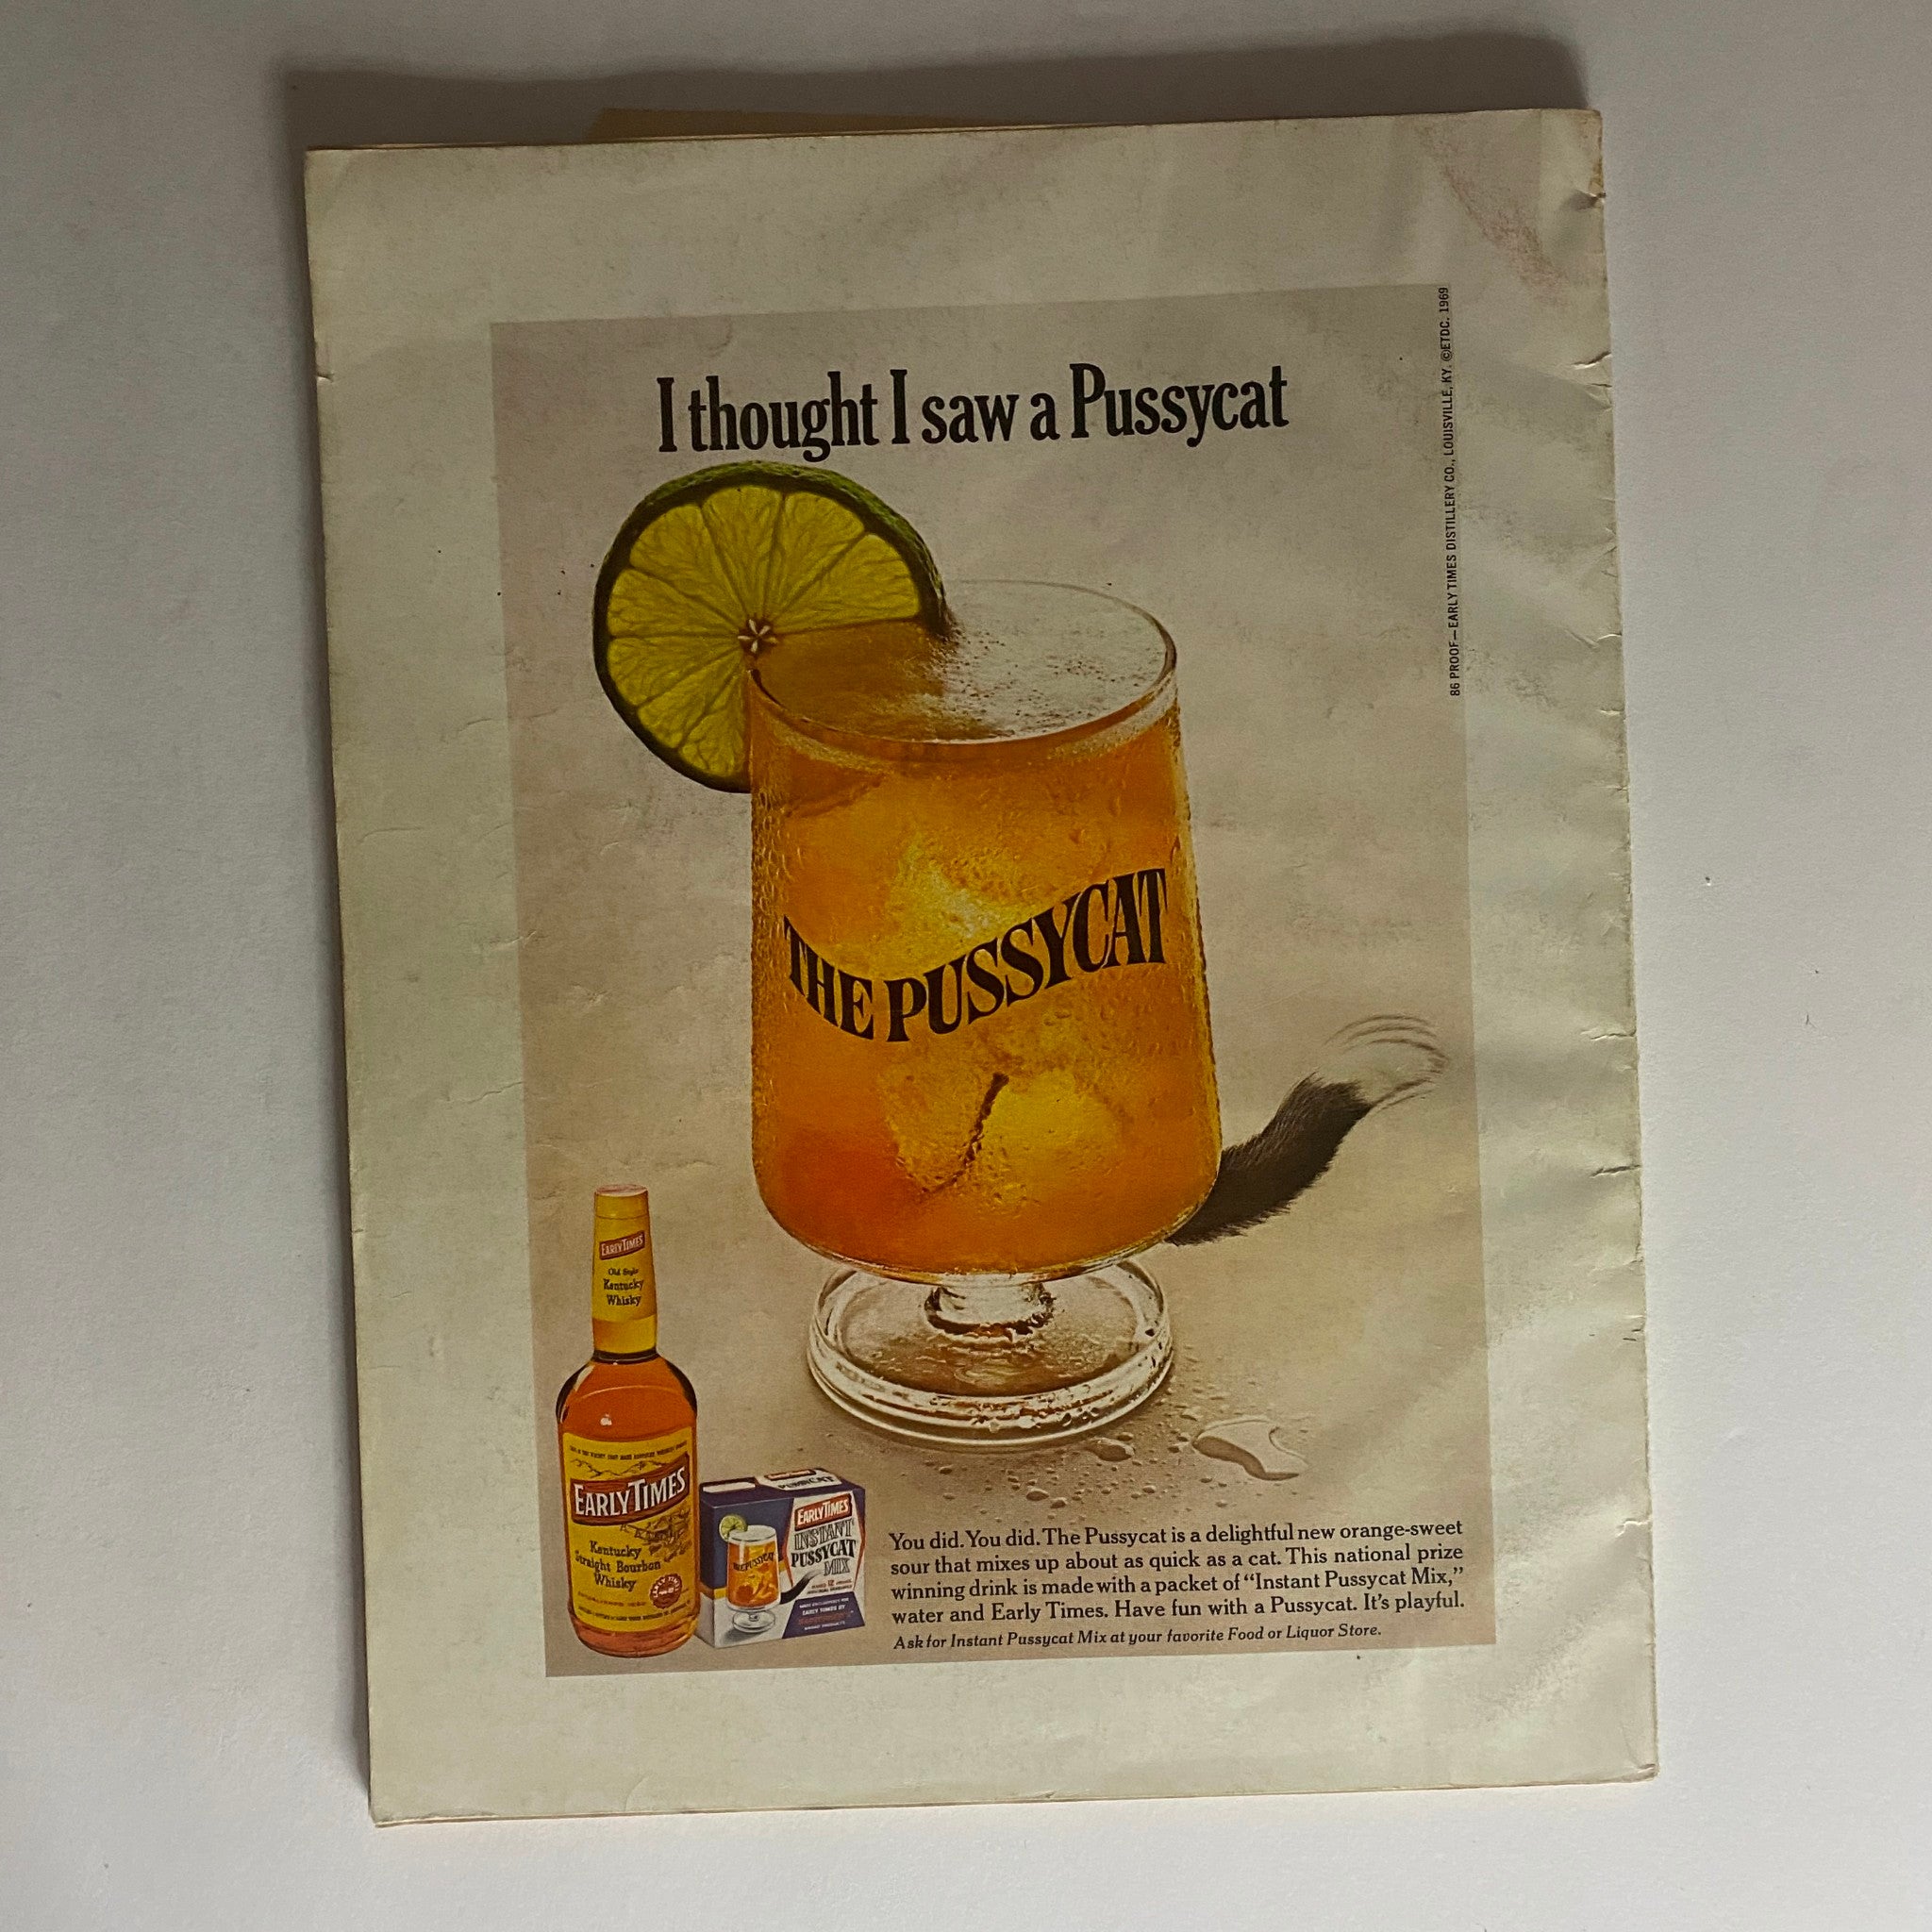 I thought I saw a Pussycat
86 PROOF—EARLY TIMES DISTILLERY CO., LOUISVILLE, KY. ©ETDC. 1969
THE PUSSYCAT
EARLY TIMES
Old Style
Kentucky
Whisky
EARLY TIMES
Kentucky
Straight Bourbon
Whisky
PUSSYCAT
EARLY TIMES
INSTANT
PUSSYCAT
MIX
THE PUSSYCAT
You did. You did. The Pussycat is a delightful new orange-sweet
sour that mixes up about as quick as a cat. This national prize
winning drink is made with a packet of “Instant Pussycat Mix,”
water and Early Times. Have fun with a Pussycat. It’s playful.
Ask for Instant Pussycat Mix at your favorite Food or Liquor Store.